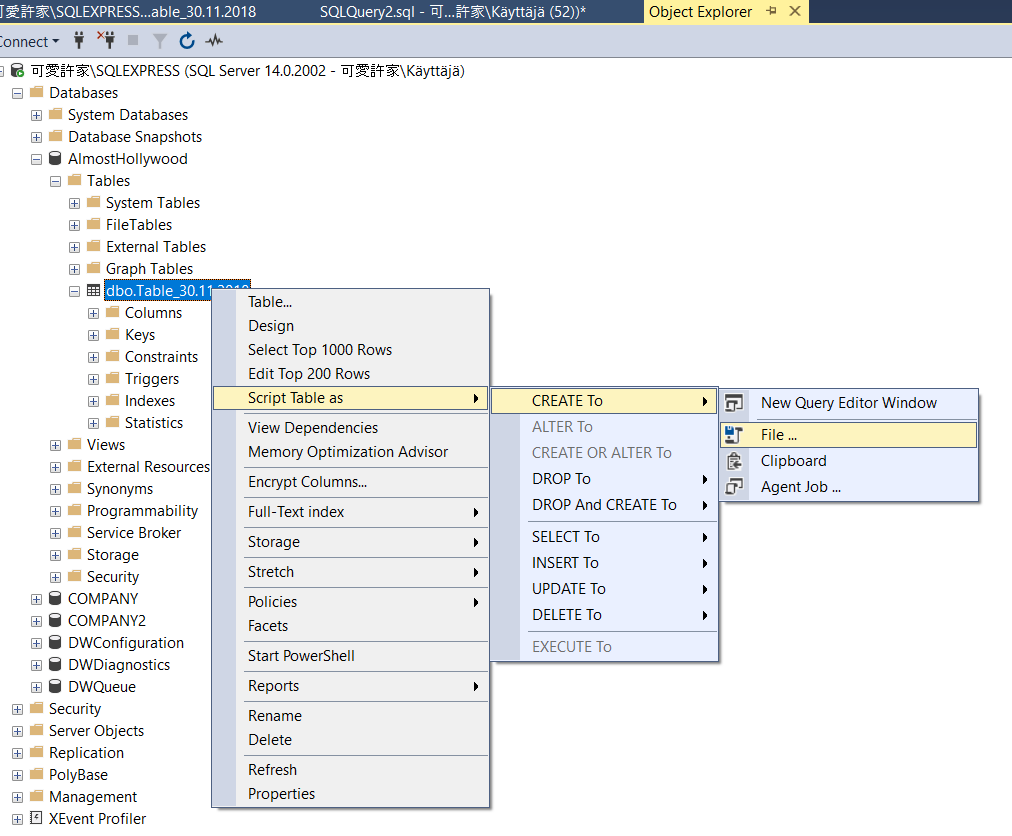 可愛許家\SQLEXPRESS...able_30.11.2018
SQLQuery2.sql - 可...許家\Käyttäjä (52))*
Object Explorer
Connect
可愛許家\SQLEXPRESS (SQL Server 14.0.2002 - 可愛許家\Käyttäjä)
Databases
System Databases
Database Snapshots
AlmostHollywood
Tables
System Tables
FileTables
External Tables
Graph Tables
dbo.Table_30.11.2018
Columns
Keys
Constraints
Triggers
Indexes
Statistics
Views
External Resources
Synonyms
Programmability
Service Broker
Storage
Security
COMPANY
COMPANY2
DWConfiguration
DWDiagnostics
DWQueue
Security
Server Objects
Replication
PolyBase
Management
XEvent Profiler
Table...
Design
Select Top 1000 Rows
Edit Top 200 Rows
Script Table as
View Dependencies
Memory Optimization Advisor
Encrypt Columns...
Full-Text index
Storage
Stretch
Policies
Facets
Start PowerShell
Reports
Rename
Delete
Refresh
Properties
CREATE To
ALTER To
CREATE OR ALTER To
DROP To
DROP And CREATE To
SELECT To
INSERT To
UPDATE To
DELETE To
EXECUTE To
New Query Editor Window
File ...
Clipboard
Agent Job ...